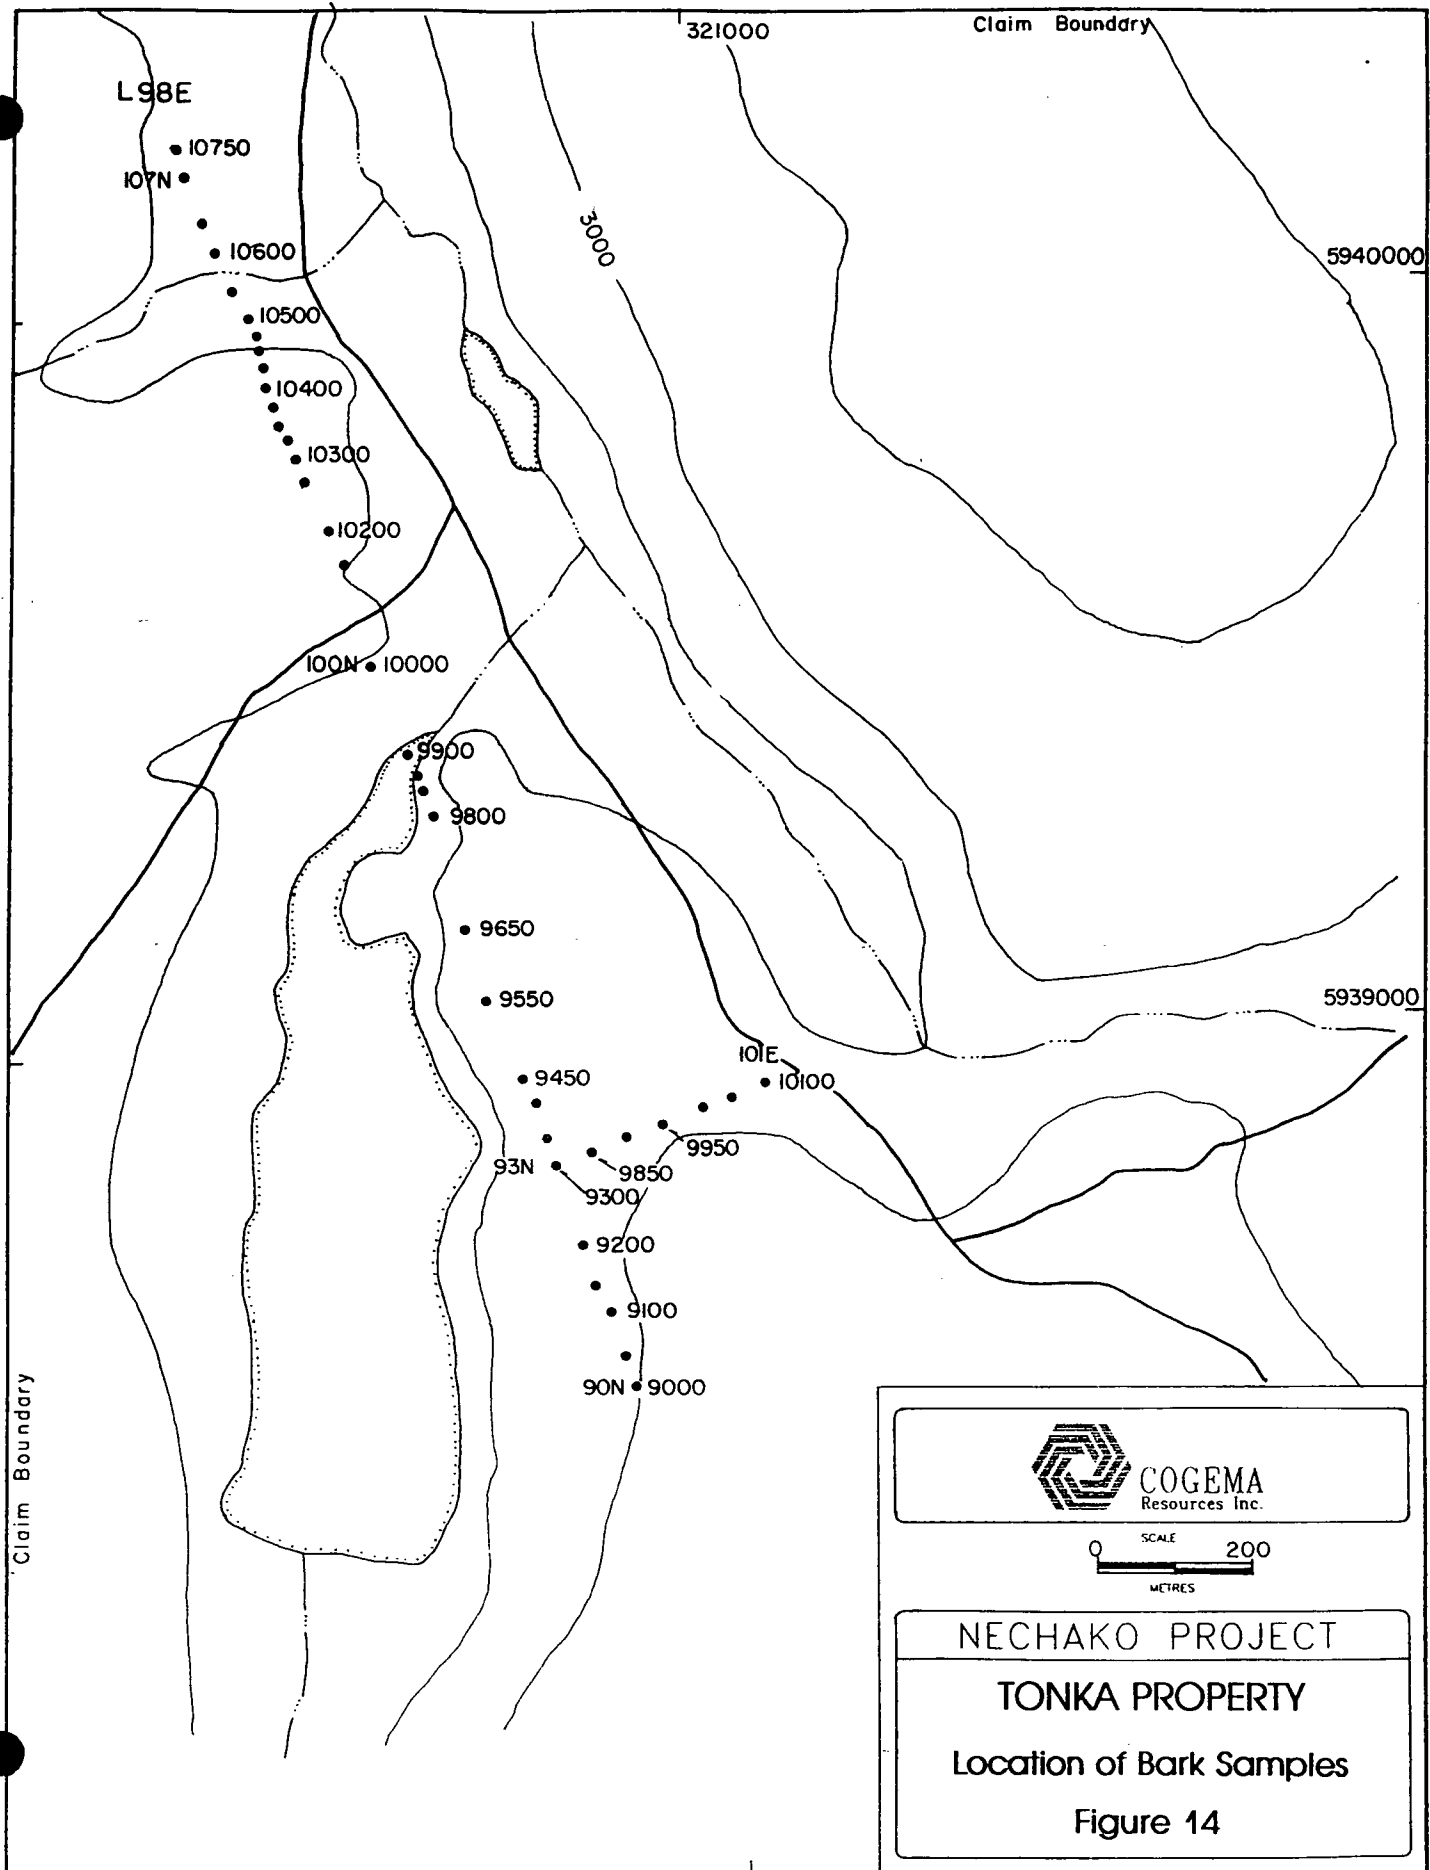 321000
Claim Boundary
L98E
10750
107N
3000
10600
5940000
10500
10400
10300
10200
100N 10000
9900
9800
9650
9550
5939000
101E
9450 10100
9950
93N 9850
9300
9200
9100
90N 9000
Claim Boundary
COGEMA
Resources Inc.
SCALE
0 200
METRES
NECHAKO PROJECT
TONKA PROPERTY
Location of Bark Samples
Figure 14